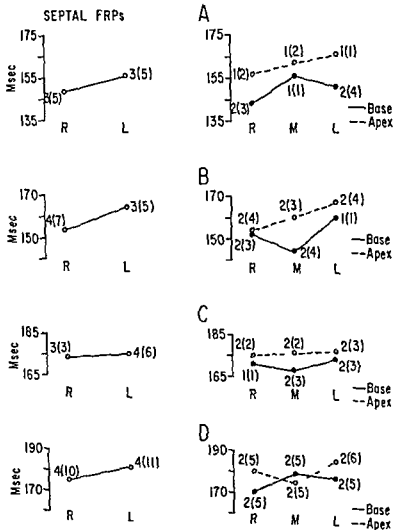 SEPTAL FRPs
A
175
155
135
Msec
3(5)
3(5)
R L
175
155
135
1(2)
1(2)
1(1)
2(3)
1(1)
2(4)
R M L
Base
Apex
B
170
150
Msec
4(7)
3(5)
R L
170
150
2(4)
2(3)
2(4)
2(3)
2(4)
1(1)
R M L
Base
Apex
C
185
165
Msec
3(3)
4(6)
R L
185
165
2(2)
2(2)
2(3)
1(1)
2(3)
2(3)
R M L
Base
Apex
D
190
170
Msec
4(10)
4(11)
R L
190
170
2(5)
2(5)
2(6)
2(5)
2(5)
2(5)
R M L
Base
Apex